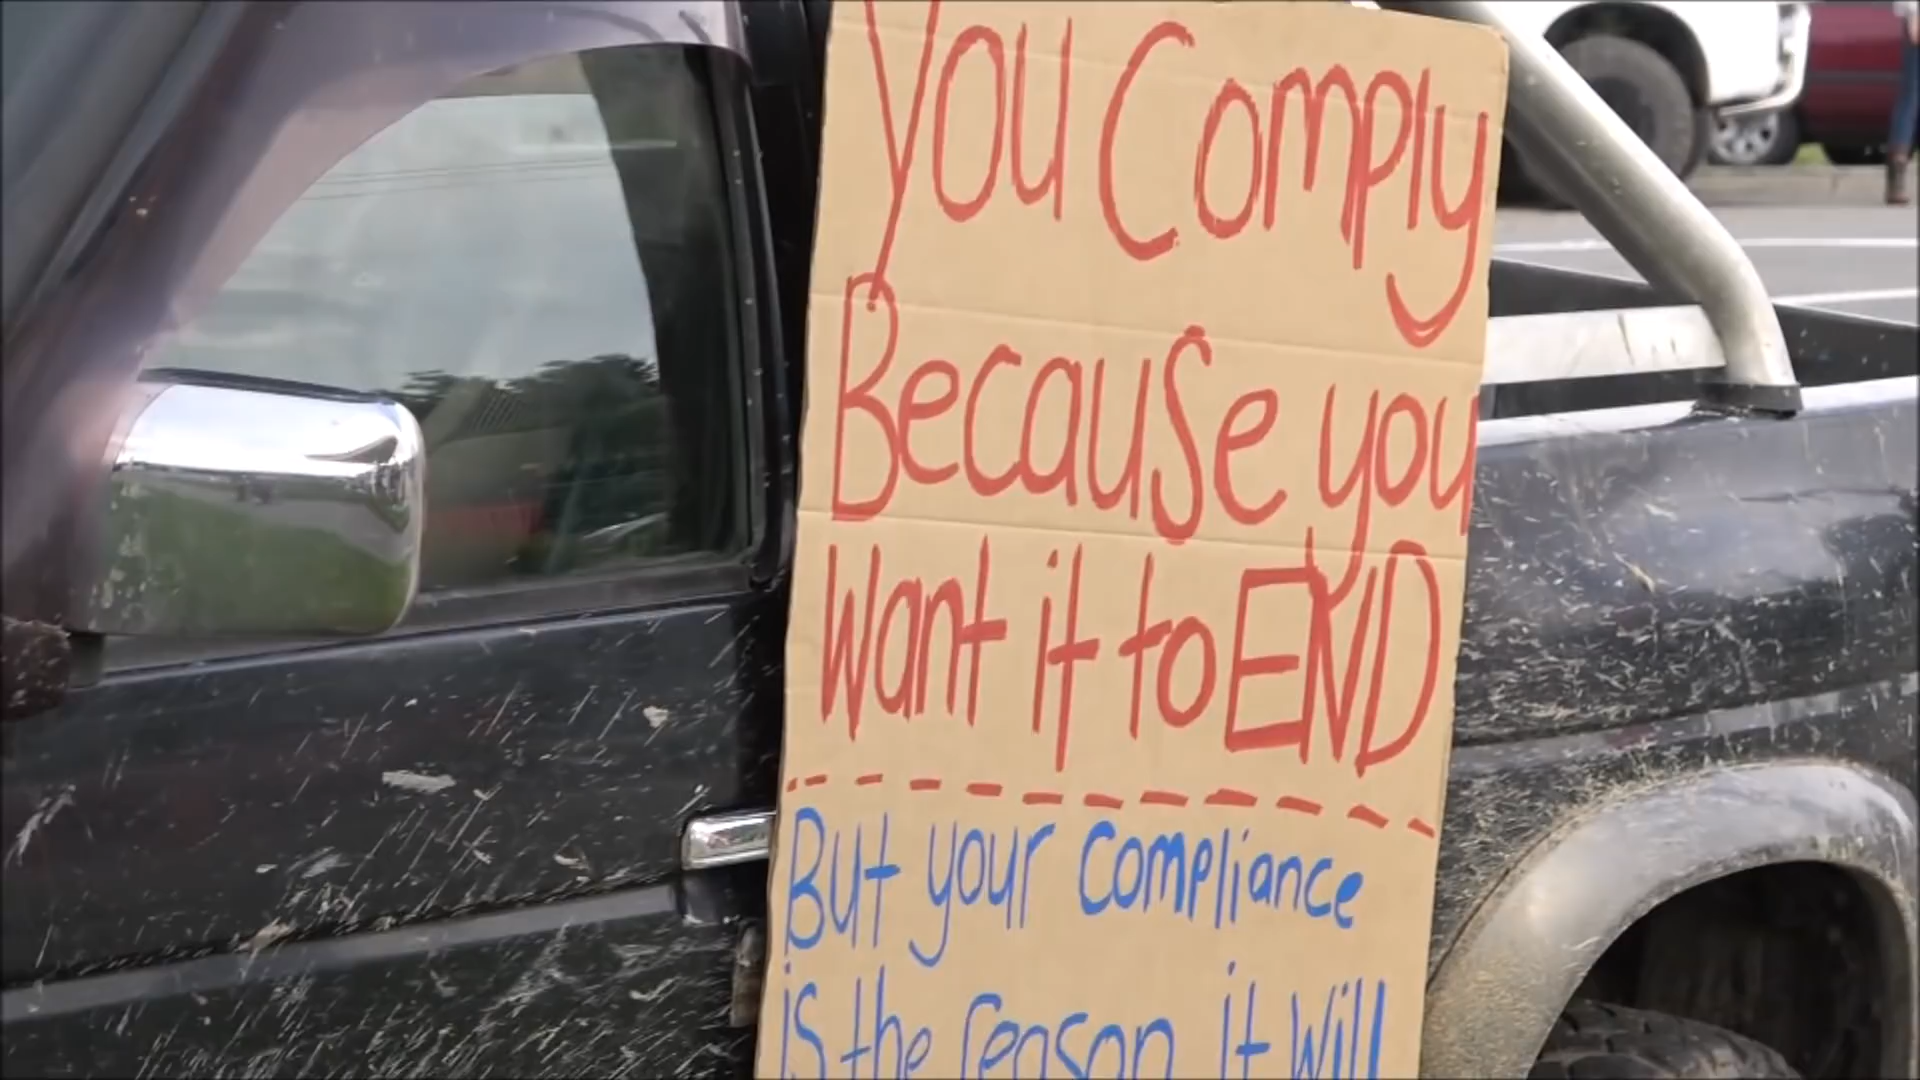 You Comply
Because you
Want it to END
But your compliance
is the reason it will